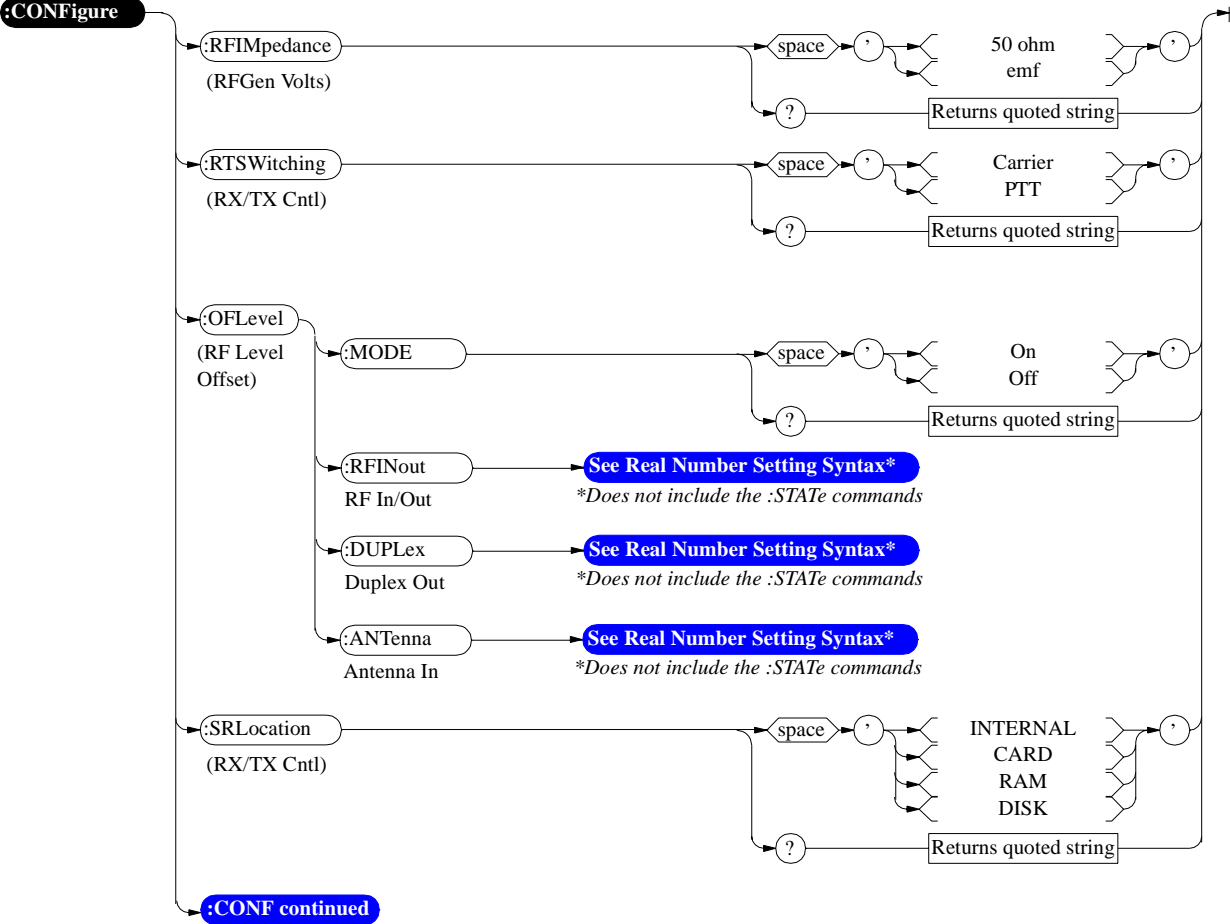 :CONFigure
:RFIMpedance
(RFGen Volts)
space
’
50 ohm
emf
’
?
Returns quoted string
:RTSWitching
(RX/TX Cntl)
space
’
Carrier
PTT
’
?
Returns quoted string
:OFLevel
(RF Level
Offset)
:MODE
space
’
On
Off
’
?
Returns quoted string
:RFINout
RF In/Out
See Real Number Setting Syntax*
*Does not include the :STATe commands
:DUPLex
Duplex Out
See Real Number Setting Syntax*
*Does not include the :STATe commands
:ANTenna
Antenna In
See Real Number Setting Syntax*
*Does not include the :STATe commands
:SRLocation
(RX/TX Cntl)
space
’
INTERNAL
CARD
RAM
DISK
’
?
Returns quoted string
:CONF continued